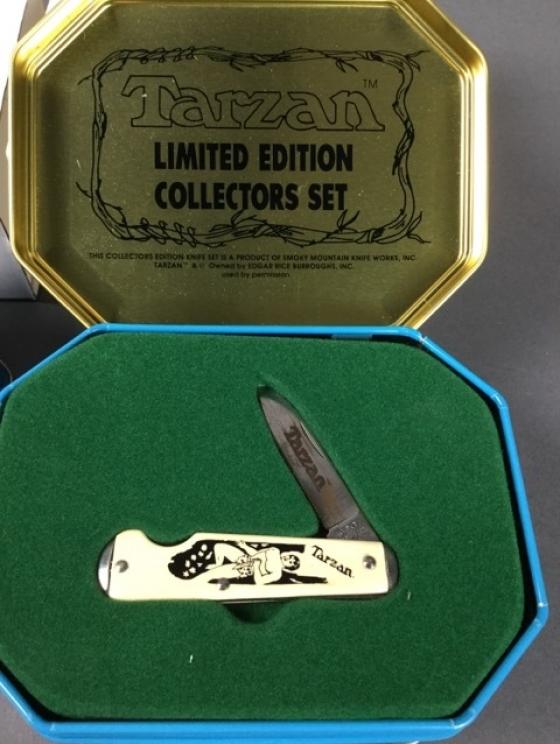 Tarzan™
LIMITED EDITION
COLLECTORS SET
THIS COLLECTORS EDITION KNIFE SET IS A PRODUCT OF SMOKY MOUNTAIN KNIFE WORKS, INC.
TARZAN™ & © Owned by EDGAR RICE BURROUGHS, INC.
used by permission.
Tarzan
Tarzan